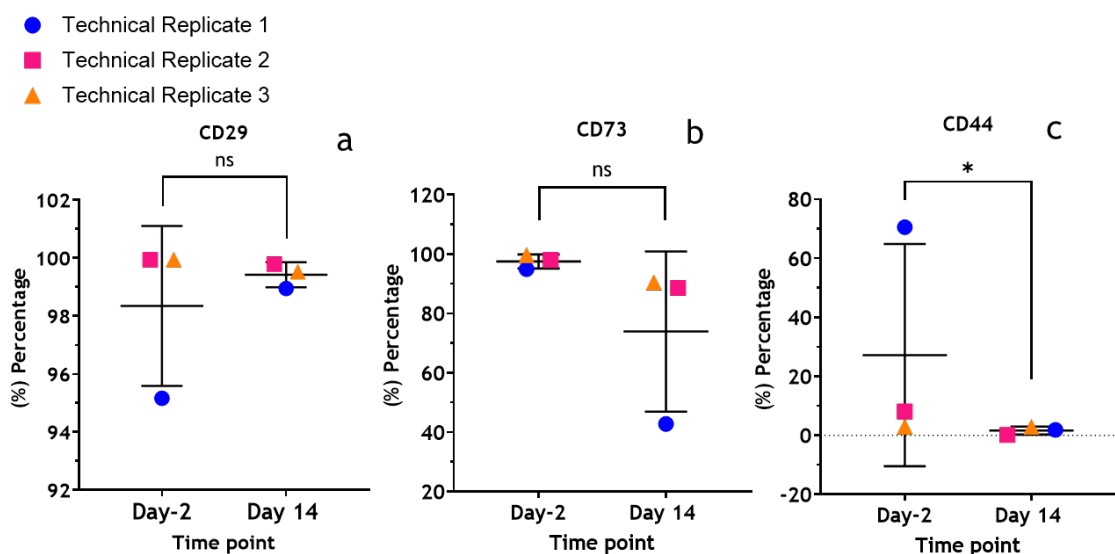 Technical Replicate 1
Technical Replicate 2
Technical Replicate 3
CD29
a
ns
102
100
98
96
94
92
(%) Percentage
Day-2
Day 14
Time point
CD73
b
ns
120
100
80
60
40
20
(%) Percentage
Day-2
Day 14
Time point
CD44
c
*
80
60
40
20
0
-20
(%) Percentage
Day-2
Day 14
Time point